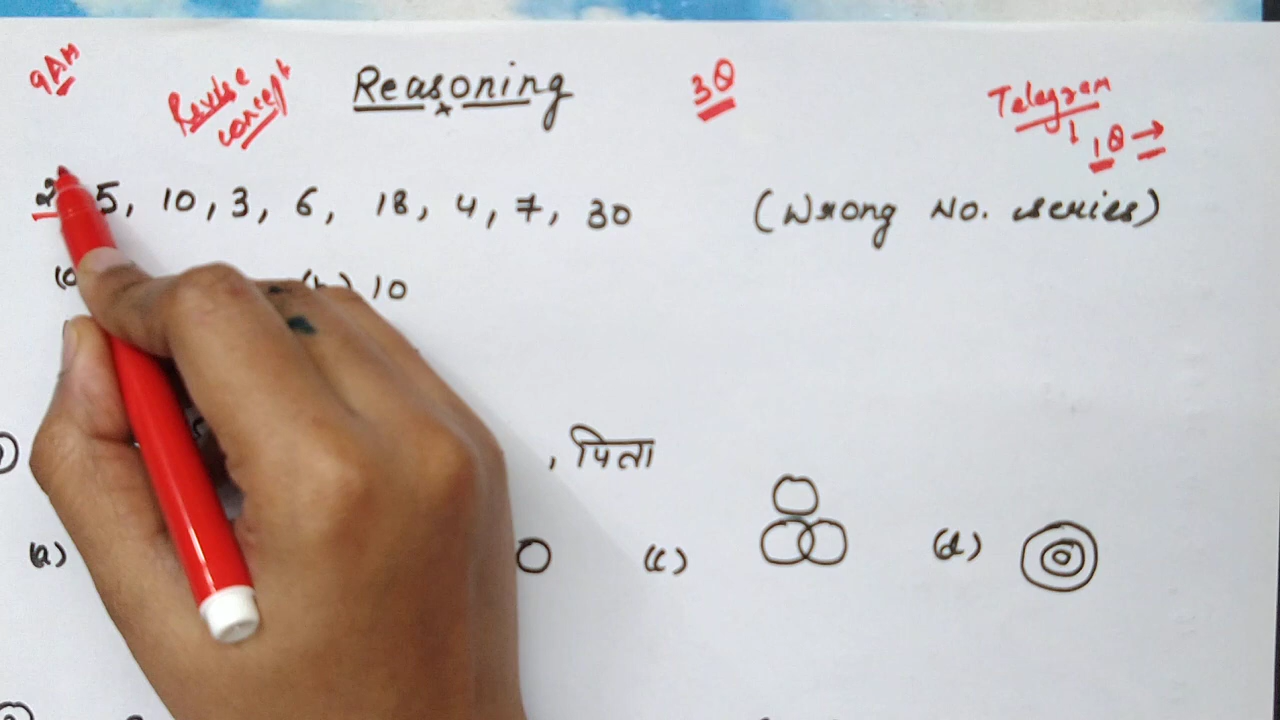 9AM
Revise concept
Reasoning
3Q
Telegram
1Q →
2, 5, 10, 3, 6, 18, 4, 7, 30 (Wrong No. series)
(b) 10
, पिता
(a) (c) (d)